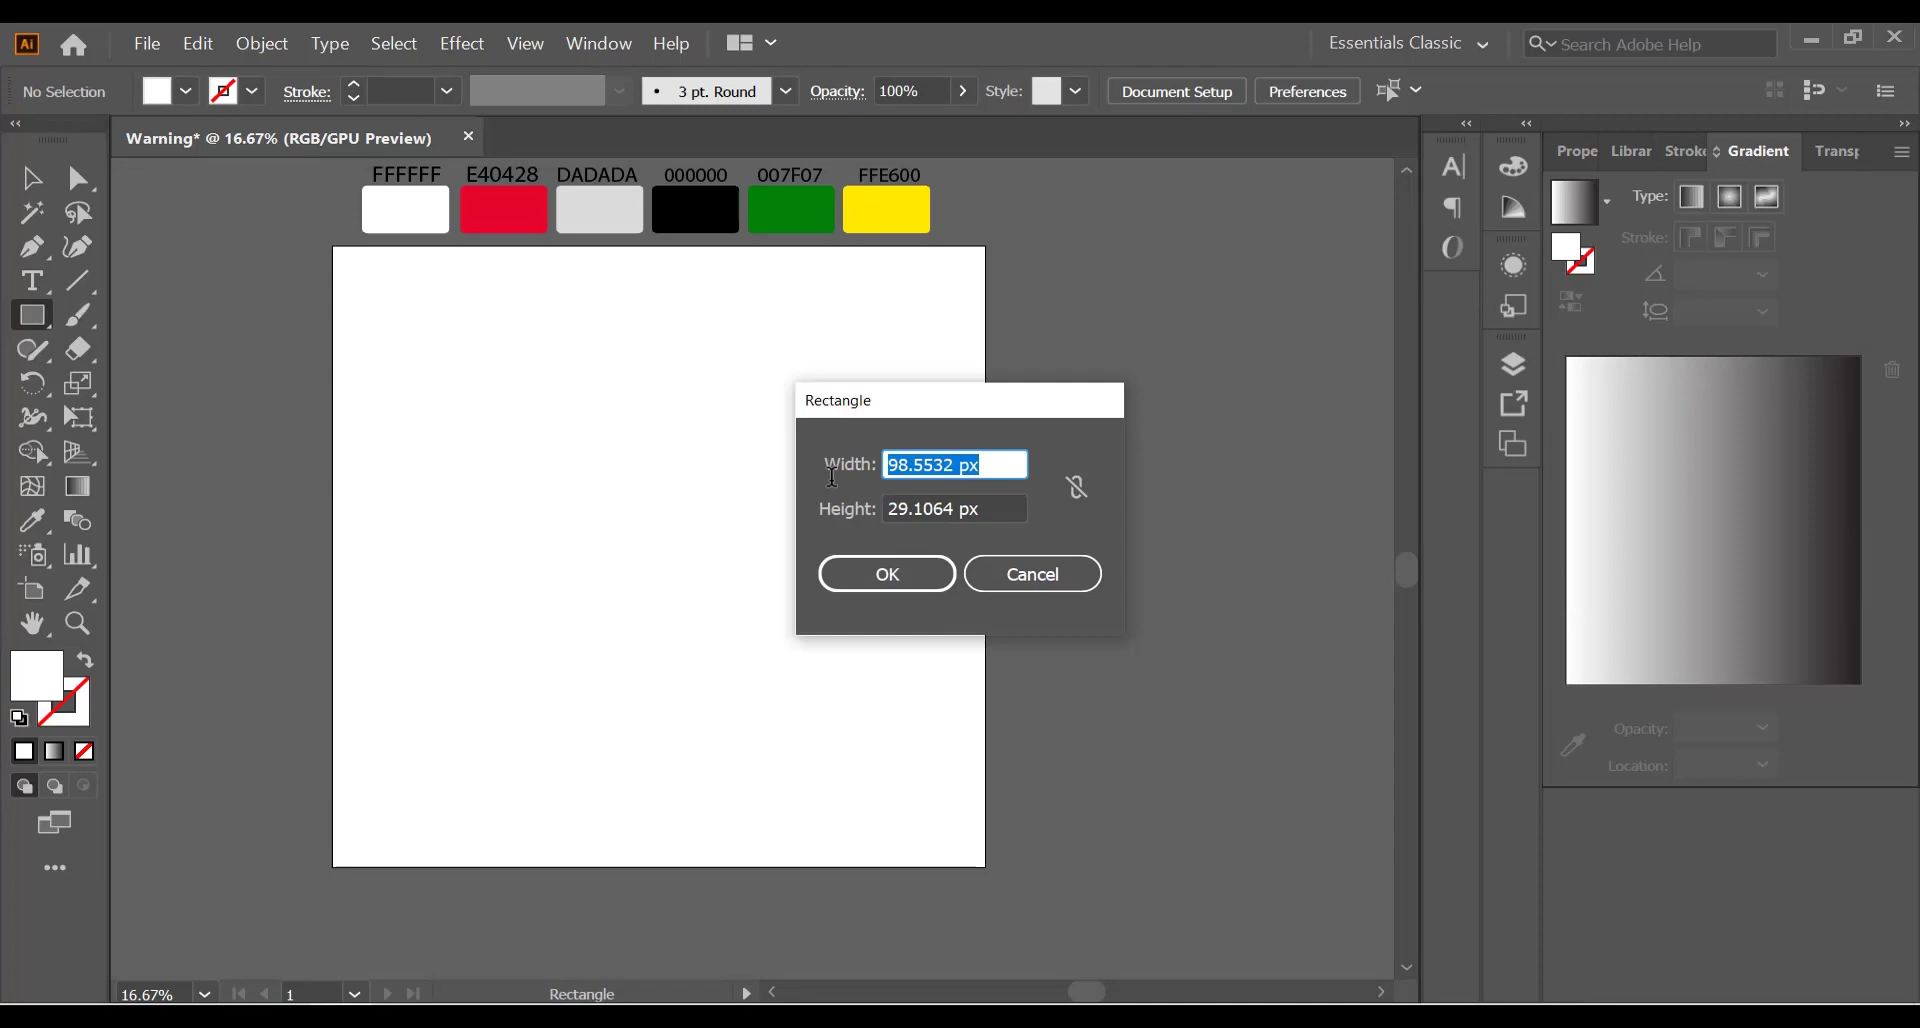 Ai File Edit Object Type Select Effect View Window Help Essentials Classic Search Adobe Help
No Selection Stroke: 3 pt. Round Opacity: 100% Style: Document Setup Preferences
Warning* @ 16.67% (RGB/GPU Preview)
Prope Librar Stroke Gradient Transp
FFFFFF E40428 DADADA 000000 007F07 FFE600
Type:
Stroke:
Rectangle
Width: 98.5532 px
Height: 29.1064 px
OK Cancel
Opacity:
Location:
16.67% 1 Rectangle